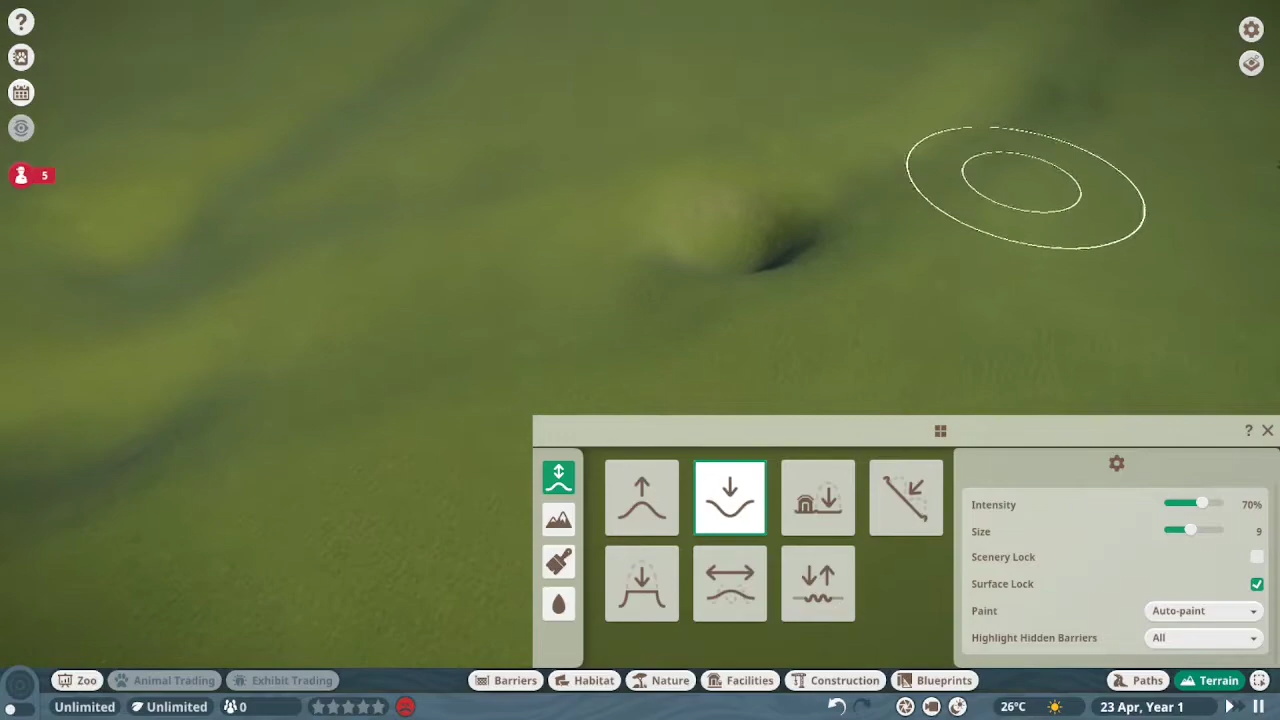 ?
5
?
Intensity 70%
Size 9
Scenery Lock
Surface Lock
Paint Auto-paint
Highlight Hidden Barriers All
Zoo Animal Trading Exhibit Trading Barriers Habitat Nature Facilities Construction Blueprints Paths Terrain
Unlimited Unlimited 0 26°C 23 Apr, Year 1